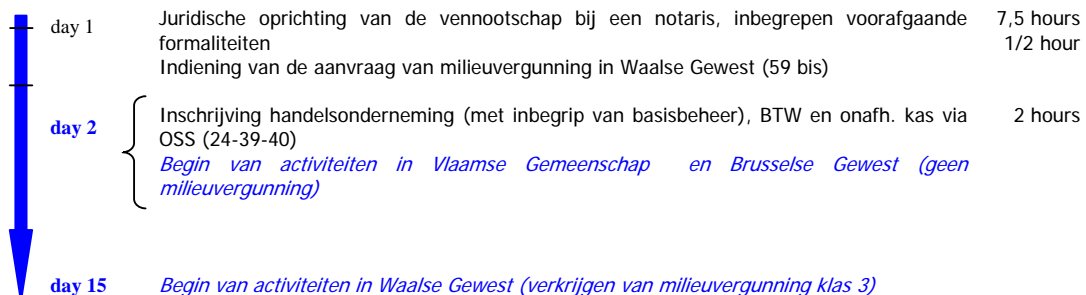 day 1 Juridische oprichting van de vennootschap bij een notaris, inbegrepen voorafgaande 7,5 hours
formaliteiten 1/2 hour
Indiening van de aanvraag van milieuvergunning in Waalse Gewest (59 bis)
day 2 Inschrijving handelsonderneming (met inbegrip van basisbeheer), BTW en onafh. kas via 2 hours
OSS (24-39-40)
Begin van activiteiten in Vlaamse Gemeenschap en Brusselse Gewest (geen
milieuvergunning)
day 15 Begin van activiteiten in Waalse Gewest (verkrijgen van milieuvergunning klas 3)